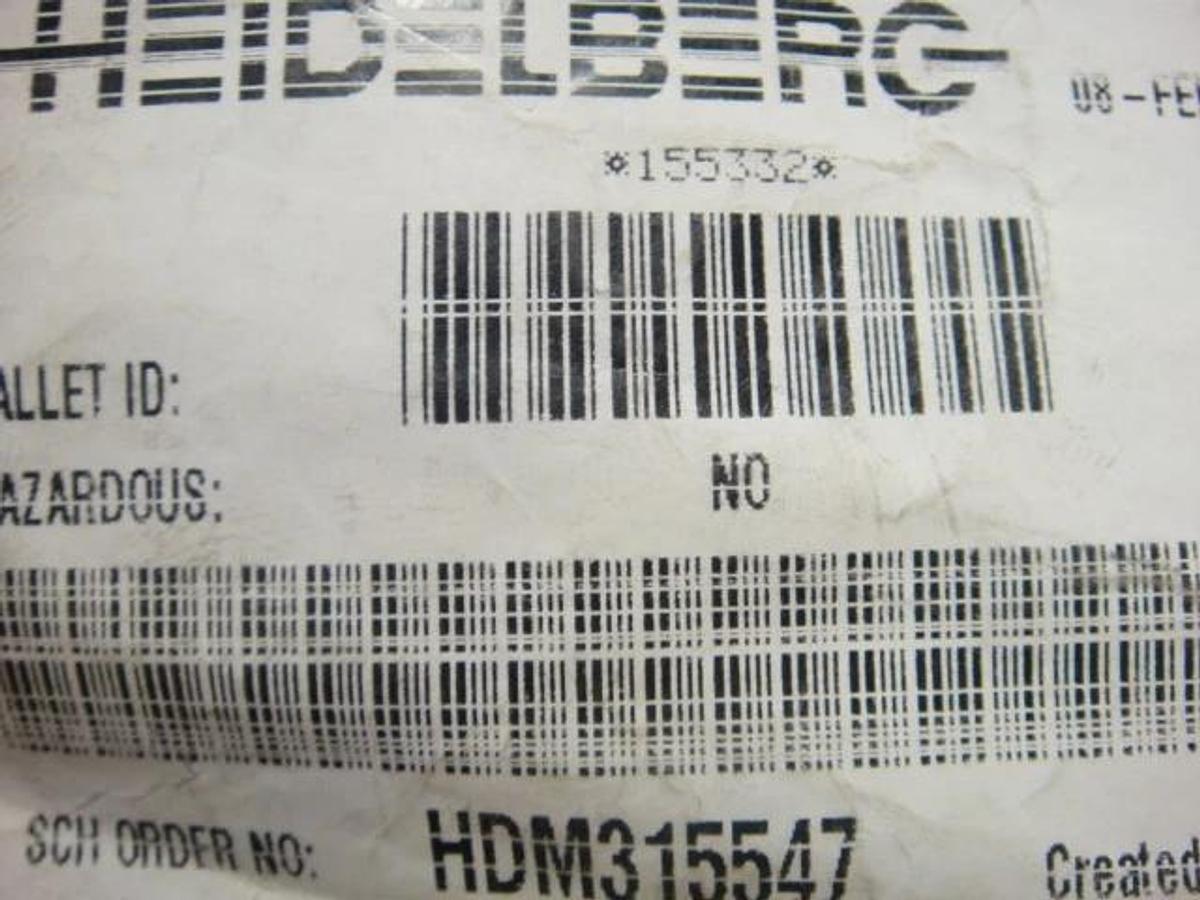 HEIDELBERG
08-FE
*155332*
ALLET ID:
AZARDOUS: NO
SCH ORDER NO: HDM315547 Created